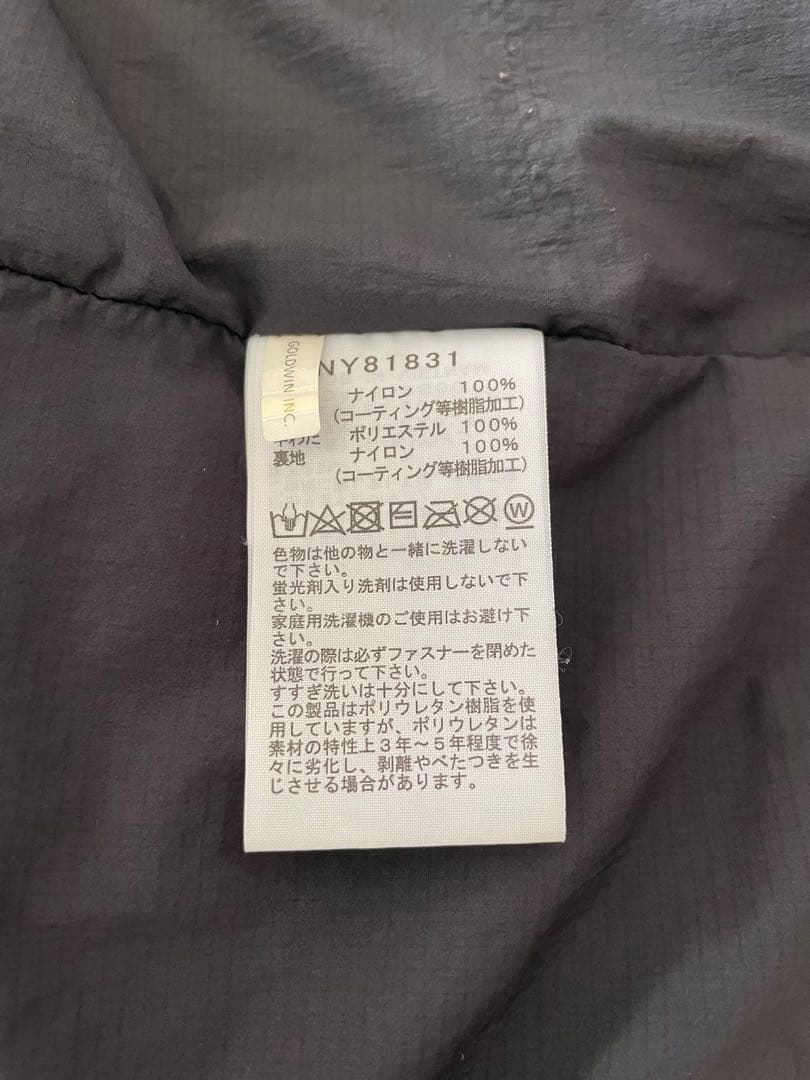 GOLDWIN INC.
NY81831
ナイロン 100%
(コーティング等樹脂加工)
中わた ポリエステル 100%
裏地 ナイロン 100%
(コーティング等樹脂加工)
W
色物は他の物と一緒に洗濯しない
で下さい。
蛍光剤入り洗剤は使用しないで下
さい。
家庭用洗濯機のご使用はお避け下
さい。
洗濯の際は必ずファスナーを閉めた
状態で行って下さい。
すすぎ洗いは十分にして下さい。
この製品はポリウレタン樹脂を使
用していますが、ポリウレタンは
素材の特性上3年～5年程度で徐
々に劣化し、剥離やべたつきを生
じさせる場合があります。